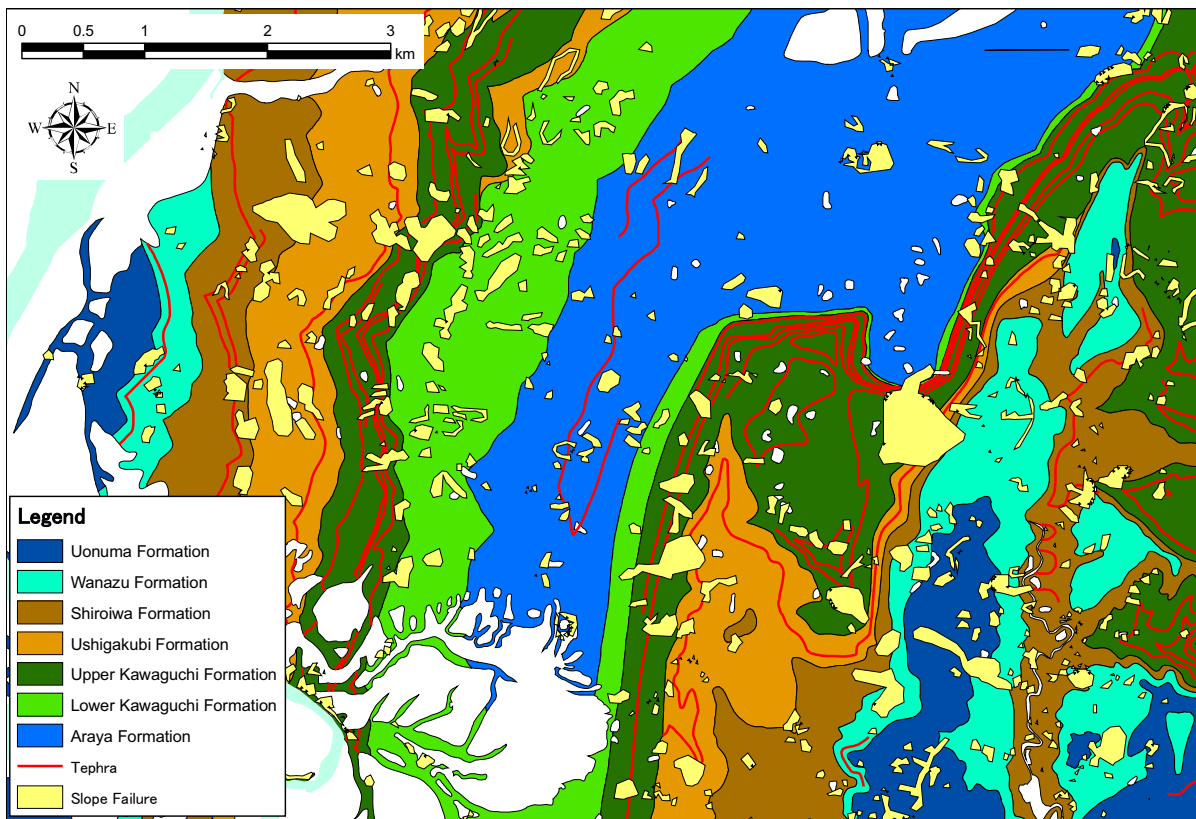 0 0.5 1 2 3
km
N
W E
S
Legend
Uonuma Formation
Wanazu Formation
Shiroiwa Formation
Ushigakubi Formation
Upper Kawaguchi Formation
Lower Kawaguchi Formation
Araya Formation
Tephra
Slope Failure